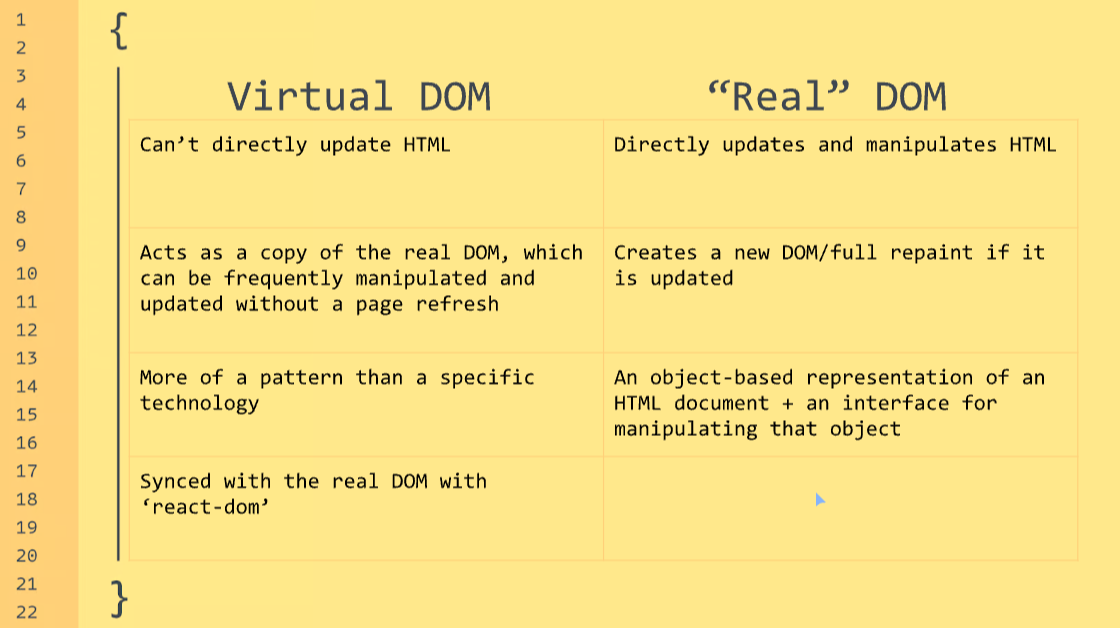 1
2
3
4
5
6
7
8
9
10
11
12
13
14
15
16
17
18
19
20
21
22
{
Virtual DOM
“Real” DOM
Can’t directly update HTML
Directly updates and manipulates HTML
Acts as a copy of the real DOM, which
can be frequently manipulated and
updated without a page refresh
Creates a new DOM/full repaint if it
is updated
More of a pattern than a specific
technology
An object-based representation of an
HTML document + an interface for
manipulating that object
Synced with the real DOM with
‘react-dom’
}